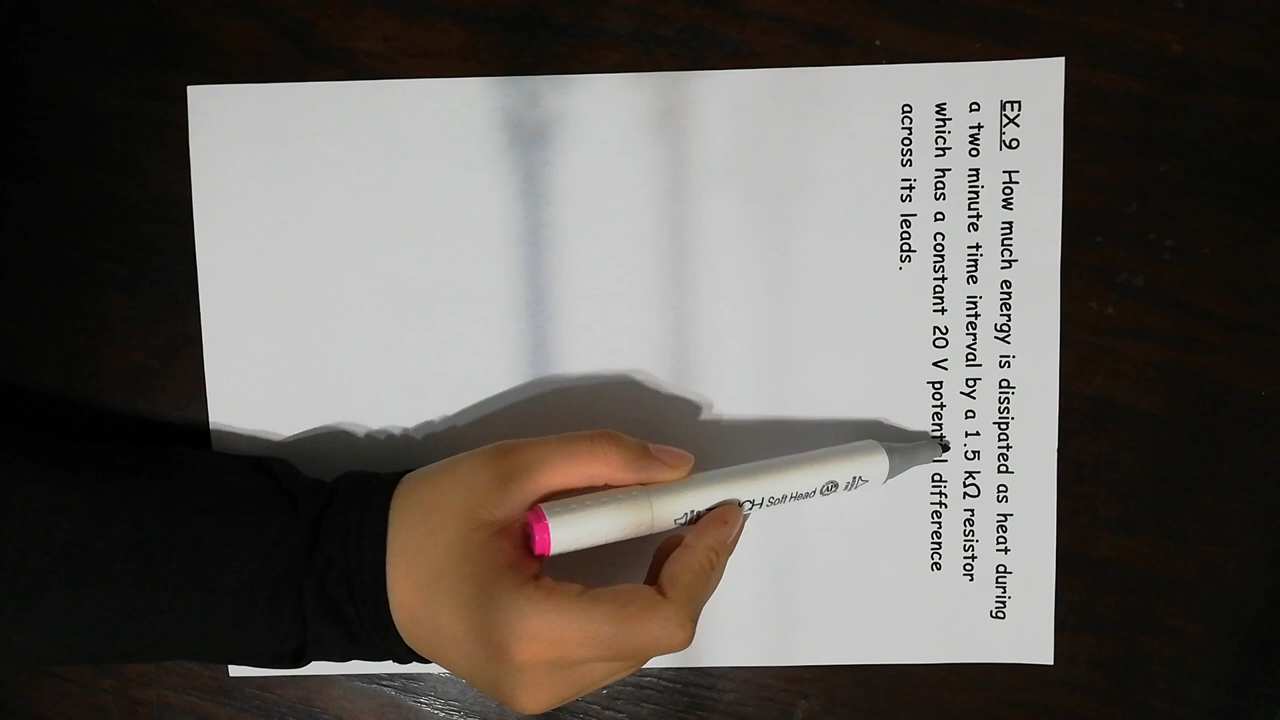 EX.9 How much energy is dissipated as heat during
a two minute time interval by a 1.5 kΩ resistor
which has a constant 20 V potential difference
across its leads.
Soft Head